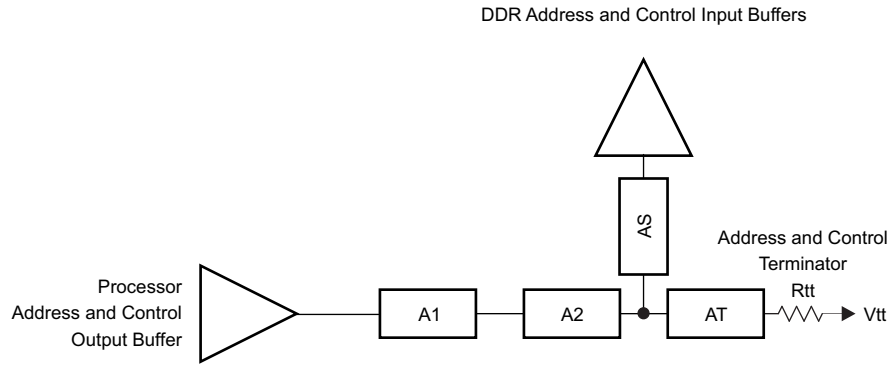 DDR Address and Control Input Buffers
AS
Address and Control
Terminator
Rtt
Processor
Address and Control
Output Buffer
A1
A2
AT
Vtt